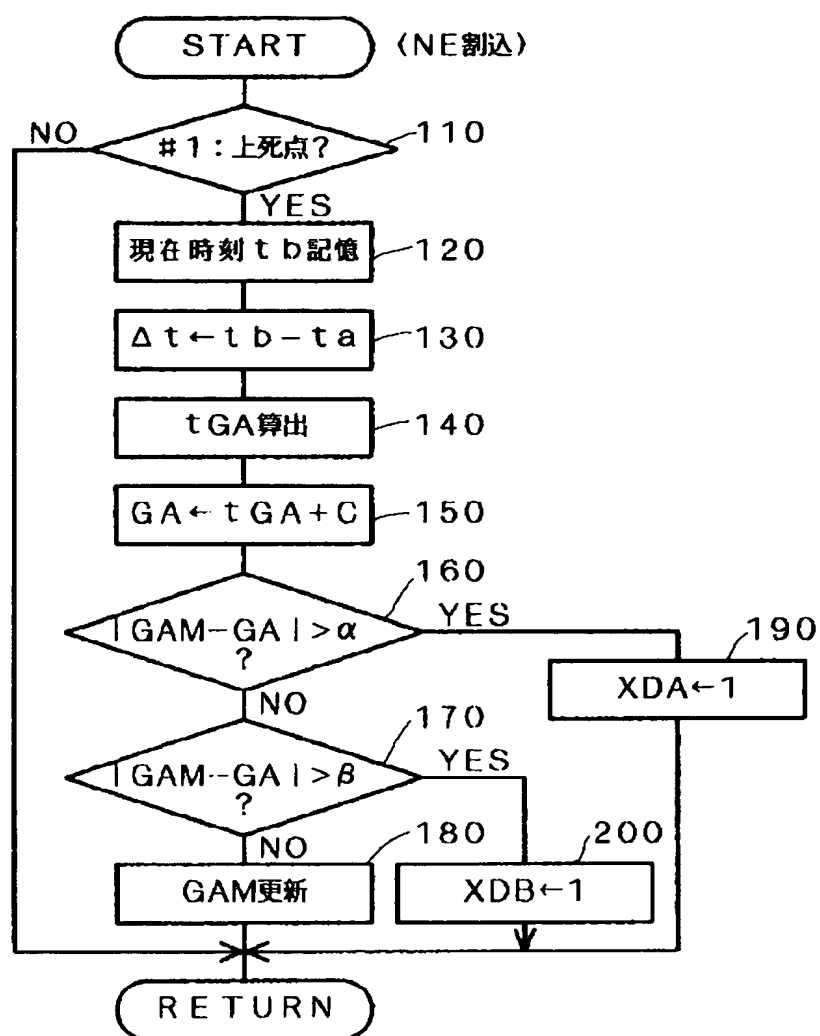 START
(NE割込)
NO
#1:上死点?
110
YES
現在時刻tb記憶
120
Δt←tb-ta
130
tGA算出
140
GA←tGA+C
150
160
|GAM-GA|>α
?
YES
190
XDA←1
NO
170
|GAM-GA|>β
?
YES
NO
180
GAM更新
200
XDB←1
RETURN